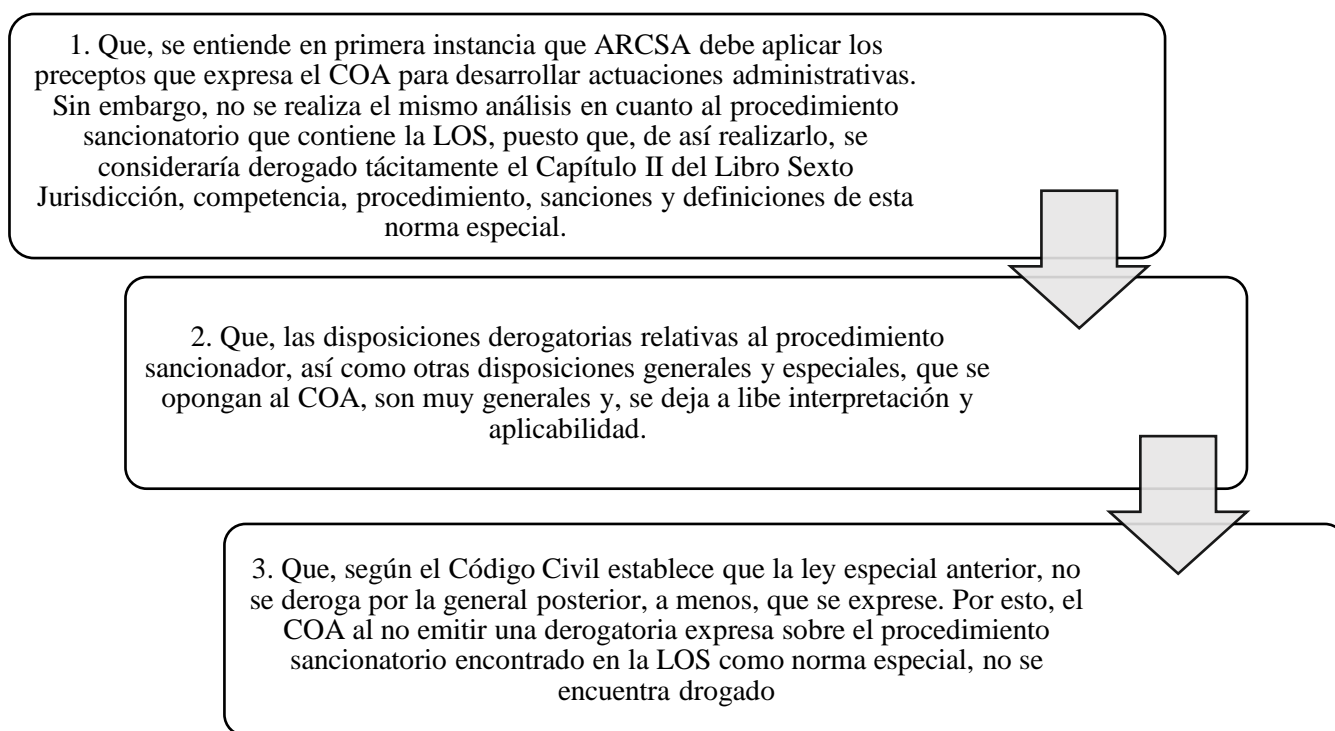 1. Que, se entiende en primera instancia que ARCSA debe aplicar los
preceptos que expresa el COA para desarrollar actuaciones administrativas.
Sin embargo, no se realiza el mismo análisis en cuanto al procedimiento
sancionatorio que contiene la LOS, puesto que, de así realizarlo, se
consideraría derogado tácitamente el Capítulo II del Libro Sexto
Jurisdicción, competencia, procedimiento, sanciones y definiciones de esta
norma especial.
2. Que, las disposiciones derogatorias relativas al procedimiento
sancionador, así como otras disposiciones generales y especiales, que se
opongan al COA, son muy generales y, se deja a libe interpretación y
aplicabilidad.
3. Que, según el Código Civil establece que la ley especial anterior, no
se deroga por la general posterior, a menos, que se exprese. Por esto, el
COA al no emitir una derogatoria expresa sobre el procedimiento
sancionatorio encontrado en la LOS como norma especial, no se
encuentra drogado